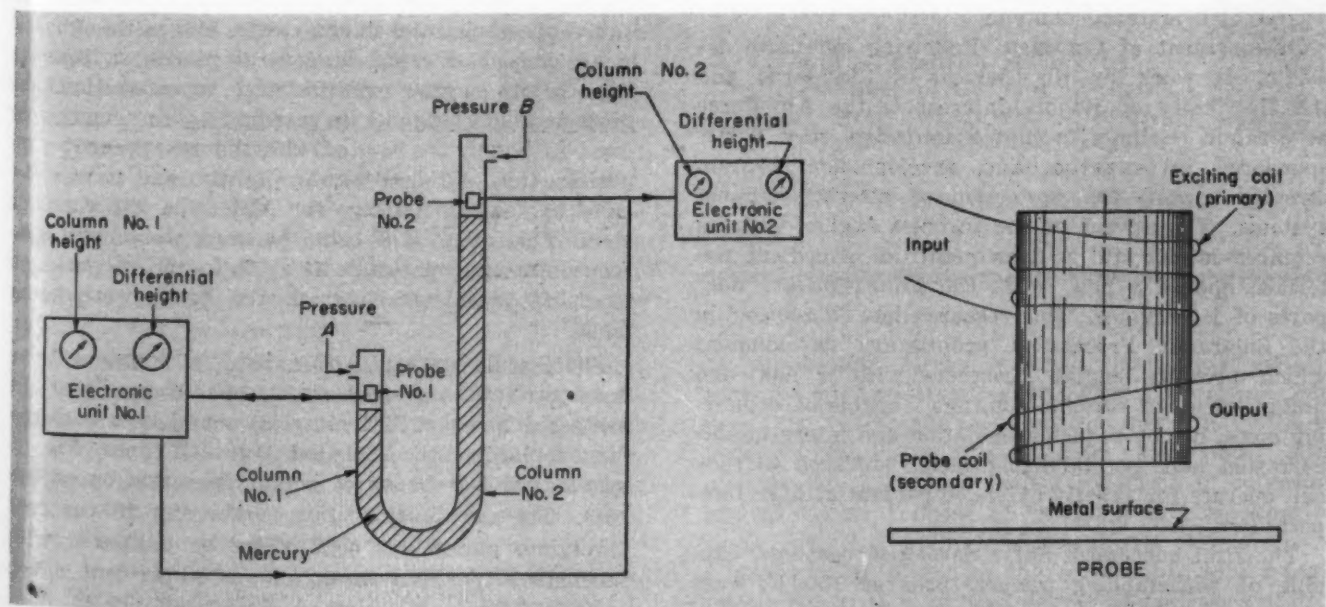 Column No. 1
height
Differential
height
Electronic
unit No.1
Pressure
A
Probe
No.1
Column
No. 1
Mercury
Pressure B
Probe
No.2
Column
No. 2
Column No. 2
height
Differential
height
Electronic
unit No.2
Input
Exciting coil
(primary)
Output
Probe coil
(secondary)
Metal surface
PROBE